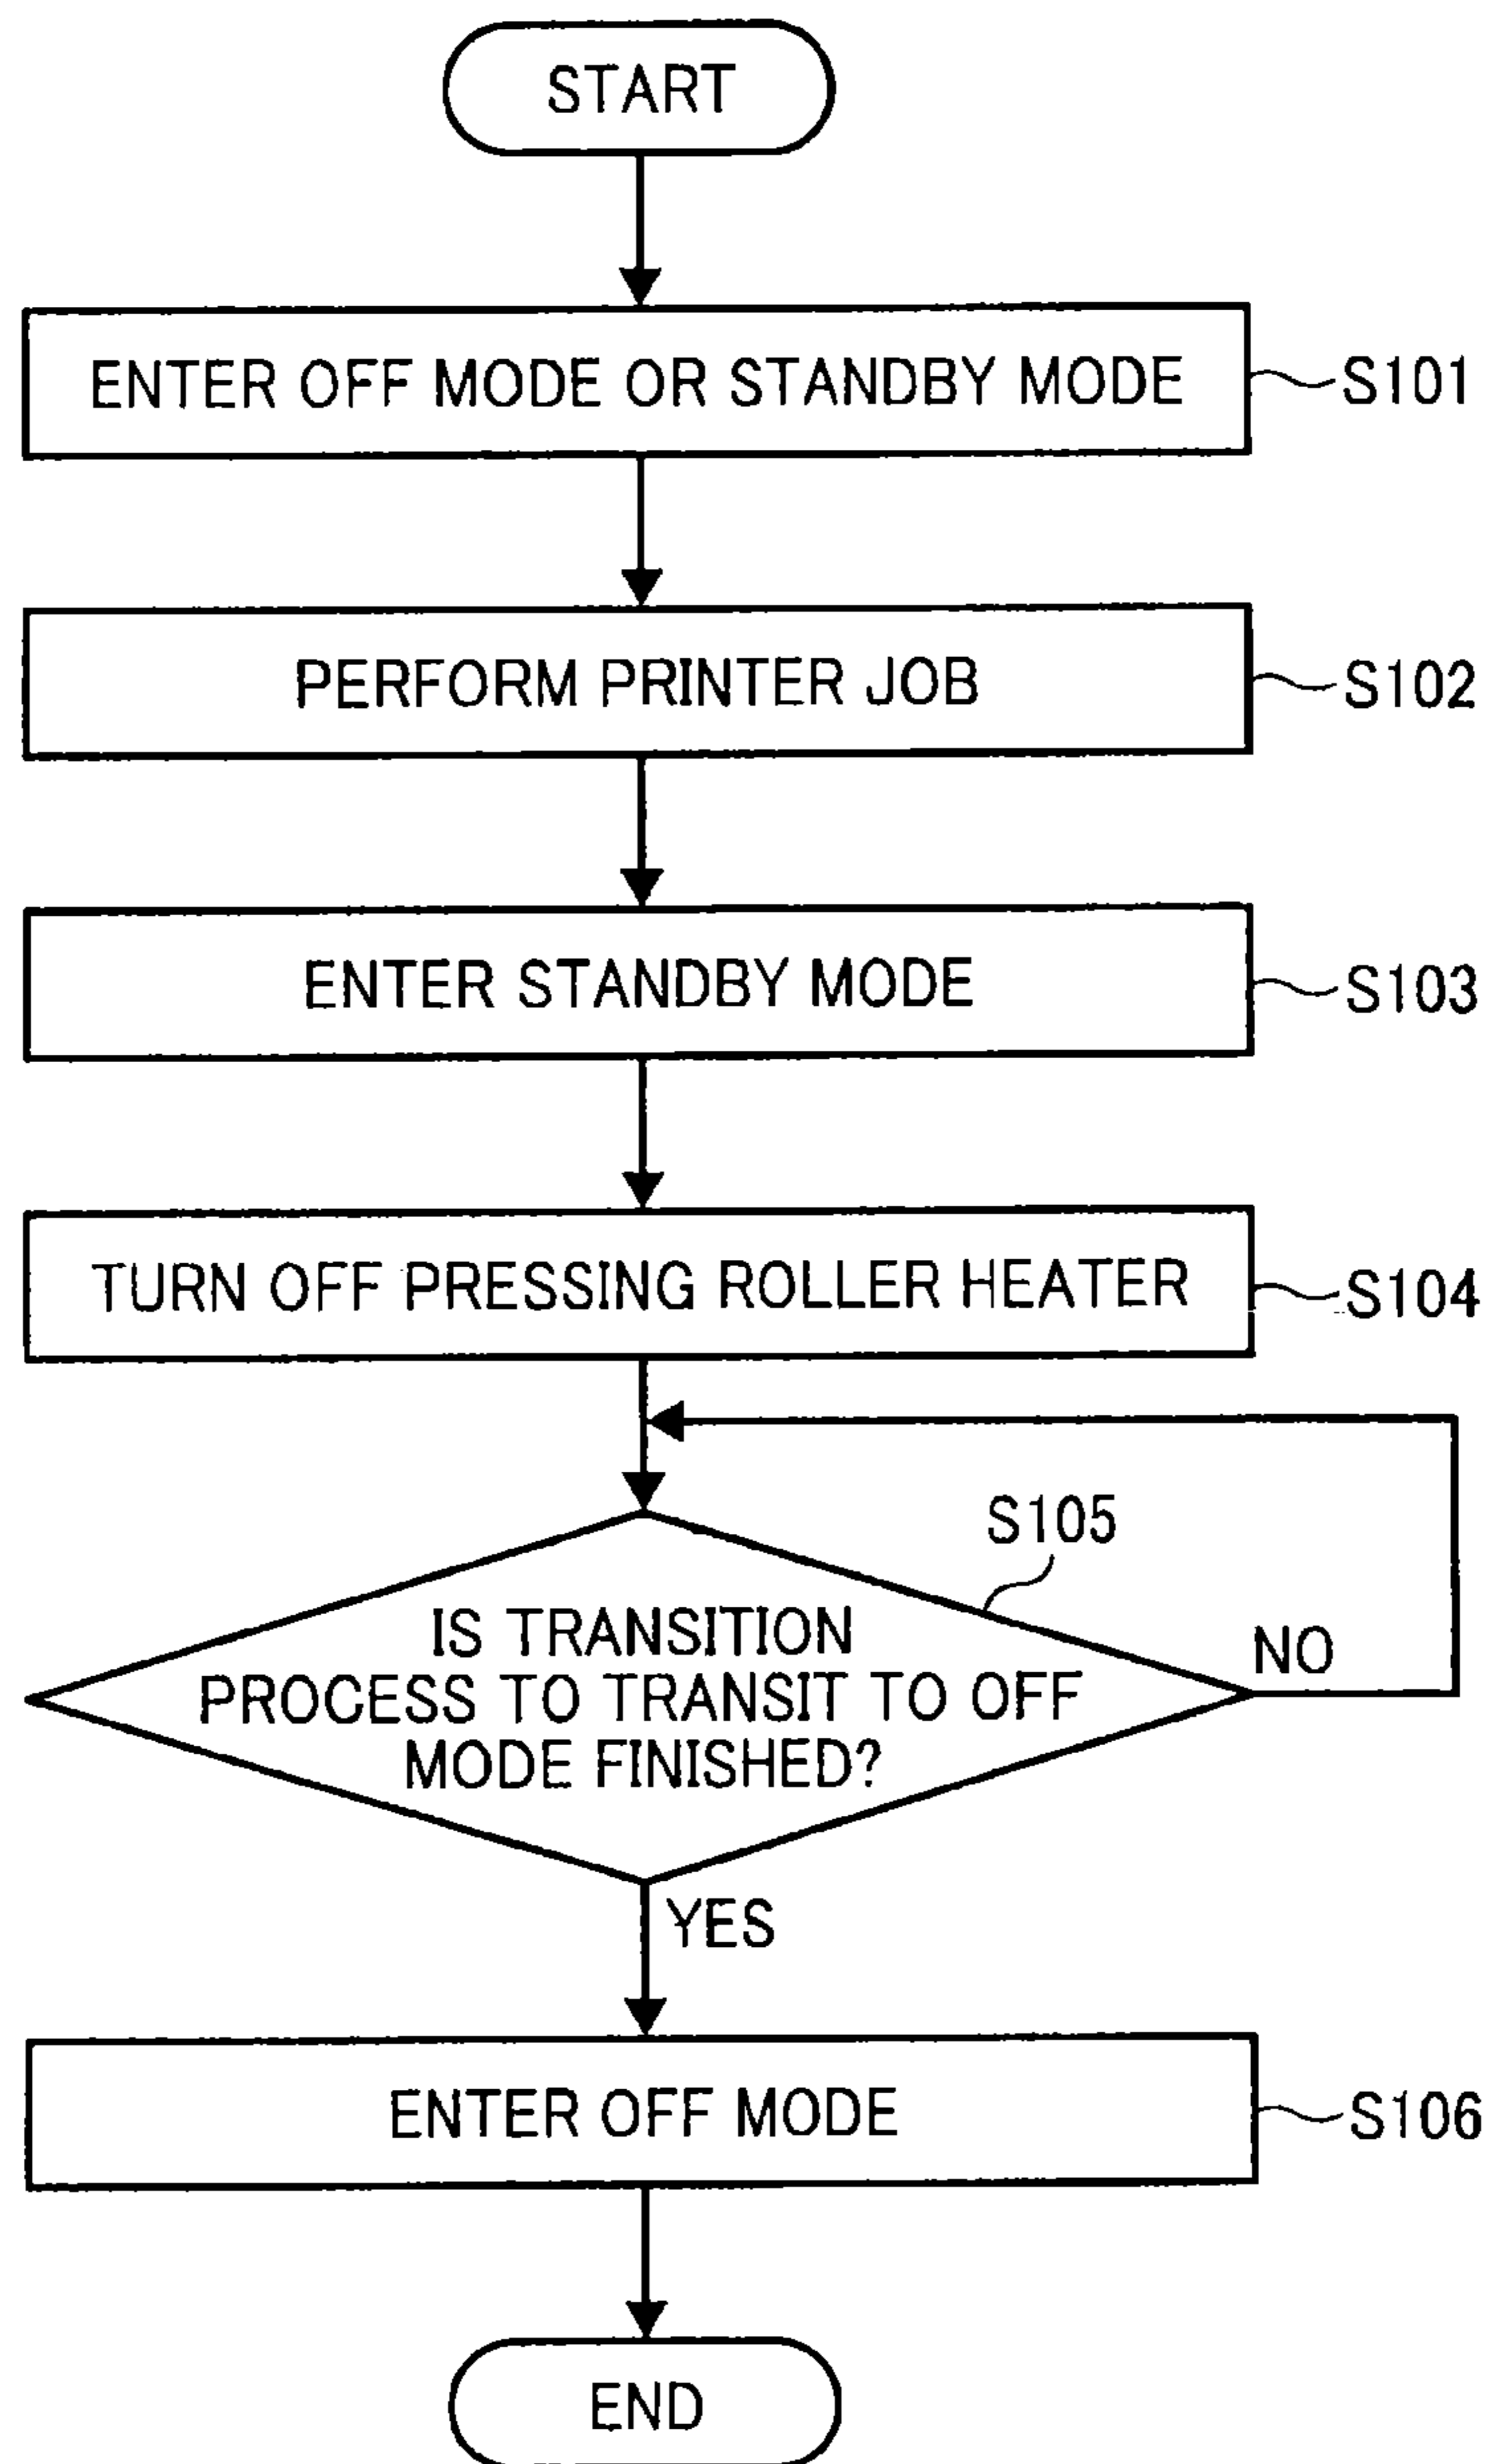 START
ENTER OFF MODE OR STANDBY MODE
S101
PERFORM PRINTER JOB
S102
ENTER STANDBY MODE
S103
TURN OFF PRESSING ROLLER HEATER
S104
S105
IS TRANSITION
PROCESS TO TRANSIT TO OFF
MODE FINISHED?
NO
YES
ENTER OFF MODE
S106
END